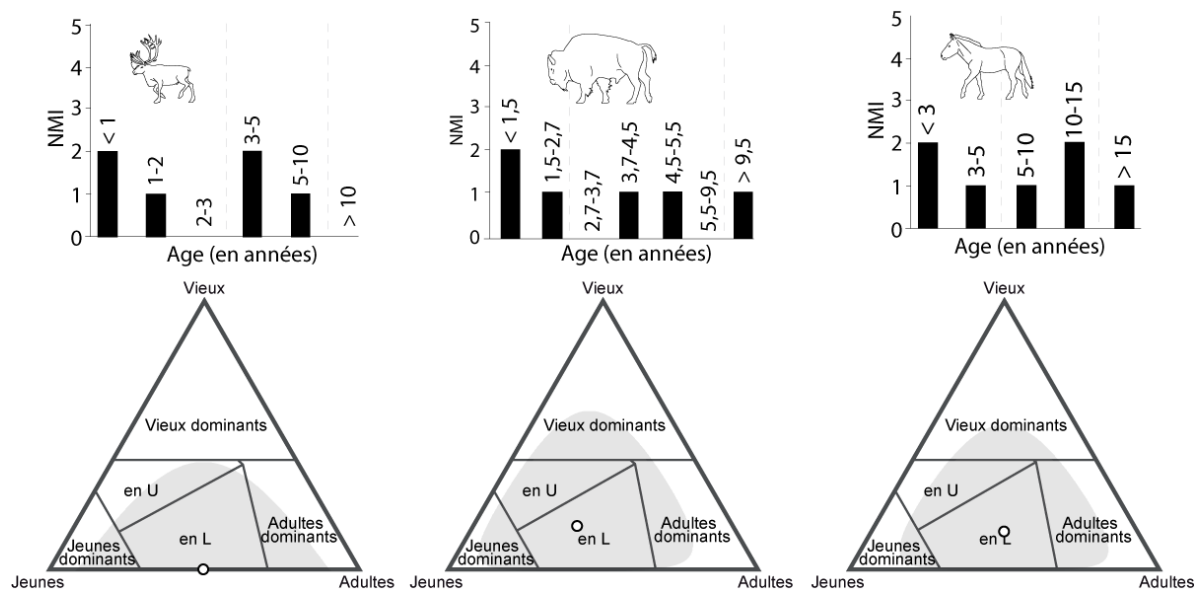 5
4
3
2
1
0
NMI
< 1
1-2
2-3
3-5
5-10
> 10
Age (en années)
5
4
3
2
1
0
NMI
< 1,5
1,5-2,7
2,7-3,7
3,7-4,5
4,5-5,5
5,5-9,5
> 9,5
Age (en années)
5
4
3
2
1
0
NMI
< 3
3-5
5-10
10-15
> 15
Age (en années)
Vieux
Vieux dominants
en U
en L
Adultes
dominants
Jeunes
dominants
Jeunes
Adultes
Vieux
Vieux dominants
en U
en L
Adultes
dominants
Jeunes
dominants
Jeunes
Adultes
Vieux
Vieux dominants
en U
en L
Adultes
dominants
Jeunes
dominants
Jeunes
Adultes